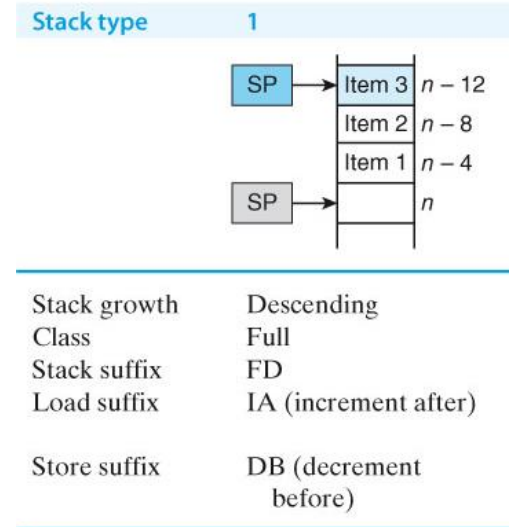 Stack type 1
SP Item 3 n – 12
Item 2 n – 8
Item 1 n – 4
SP n
Stack growth Descending
Class Full
Stack suffix FD
Load suffix IA (increment after)
Store suffix DB (decrement
before)